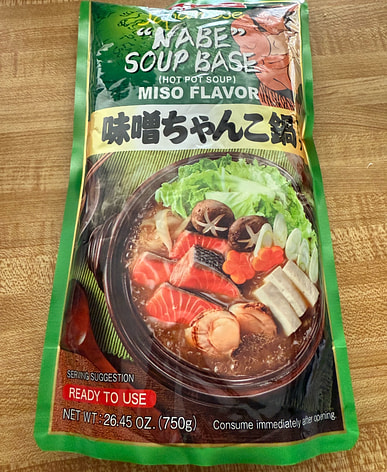 "NABE"
SOUP BASE
(HOT POT SOUP)
MISO FLAVOR
味噌ちゃんこ鍋
SERVING SUGGESTION
READY TO USE
NET WT: 26.45 OZ. (750g)
Consume immediately after opening.